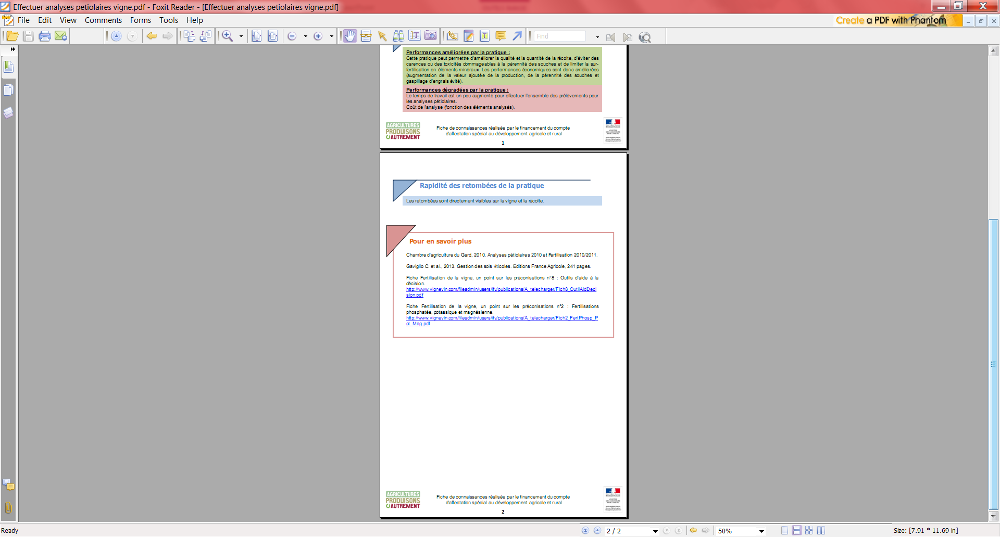 Effectuer analyses petiolaires vigne.pdf - Foxit Reader - [Effectuer analyses petiolaires vigne.pdf]
File Edit View Comments Forms Tools Help
Create a PDF with Phantom
Find
Performances améliorées par la pratique :
Cette pratique peut permettre d'améliorer la qualité et la quantité de la récolte, d'éviter des
carences ou des toxicités dommageables à la pérennité des souches et de limiter la sur-
fertilisation en éléments minéraux. Les performances économiques sont donc améliorées
(augmentation de la valeur ajoutée de la production, de la pérennité des souches et
gaspillage d'engrais évité).
Performances dégradées par la pratique :
Le temps de travail est un peu augmenté pour effectuer l'ensemble des prélèvements pour
les analyses pétiolaires.
Coût de l'analyse (fonction des éléments analysés).
AGRICULTURES
PRODUISONS
AUTREMENT
Fiche de connaissances réalisée par le financement du compte
d'affectation spécial au développement agricole et rural
1
Rapidité des retombées de la pratique
Les retombées sont directement visibles sur la vigne et la récolte.
Pour en savoir plus
Chambre d'agriculture du Gard, 2010. Analyses pétiolaires 2010 et Fertilisation 2010/2011.
Gaviglio C. et al., 2013. Gestion des sols viticoles. Editions France Agricole, 241 pages.
Fiche Fertilisation de la vigne, un point sur les préconisations n°8 : Outils d'aide à la
décision.
http://www.vignevin.com/fileadmin/users/ifv/publications/A_telecharger/Fich8_OutilAidDeci
sion.pdf
Fiche Fertilisation de la vigne, un point sur les préconisations n°2 : Fertilisations
phosphatée, potassique et magnésienne.
http://www.vignevin.com/fileadmin/users/ifv/publications/A_telecharger/Fich2_FertPhosp_P
ot_Mag.pdf
AGRICULTURES
PRODUISONS
AUTREMENT
Fiche de connaissances réalisée par le financement du compte
d'affectation spécial au développement agricole et rural
2
Ready
2 / 2
50%
Size: [7.91 * 11.69 in]